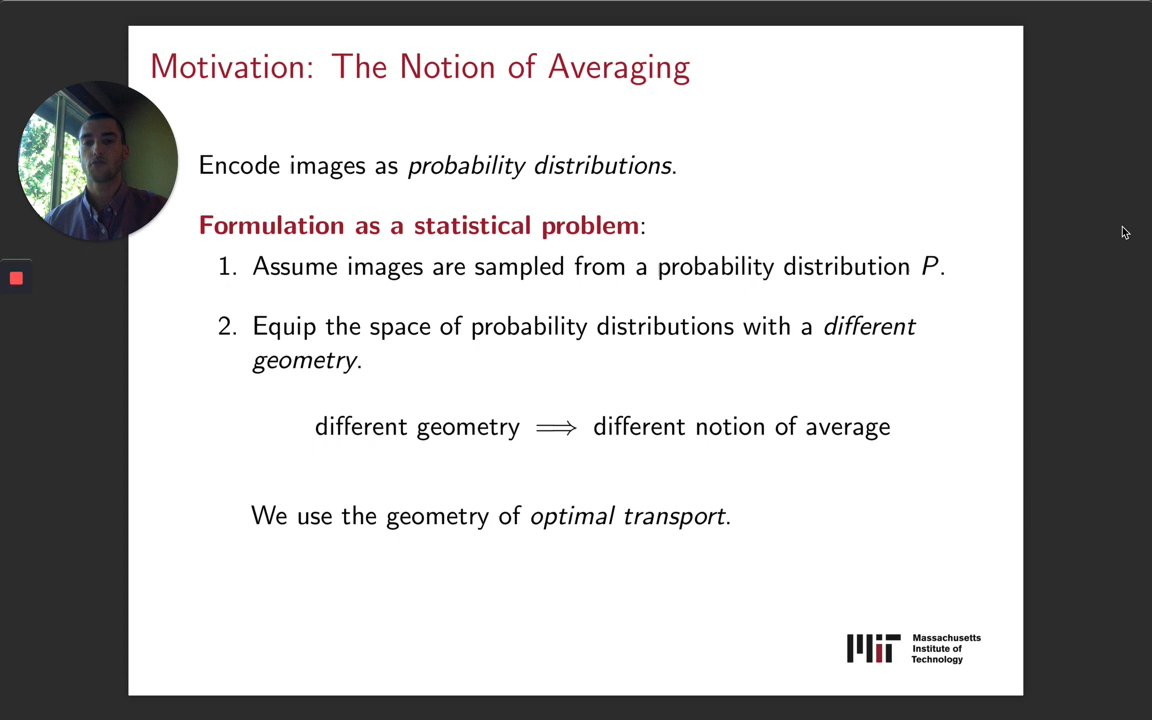 Motivation: The Notion of Averaging
Encode images as probability distributions.
Formulation as a statistical problem:
1. Assume images are sampled from a probability distribution P.
2. Equip the space of probability distributions with a different
geometry.
different geometry ⟹ different notion of average
We use the geometry of optimal transport.
MIT
Massachusetts
Institute of
Technology